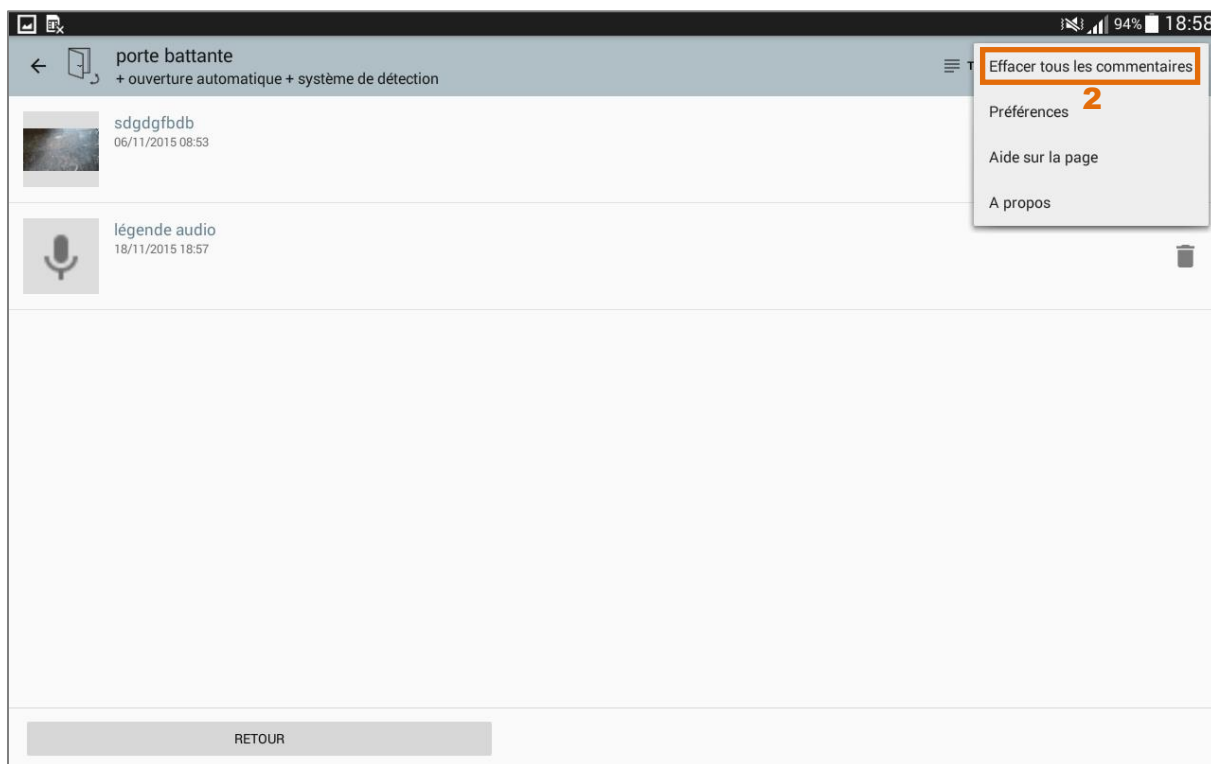 94% 18:58
porte battante
+ ouverture automatique + système de détection
Effacer tous les commentaires
2
Préférences
Aide sur la page
A propos
sdgdgfbdb
06/11/2015 08:53
légende audio
18/11/2015 18:57
RETOUR